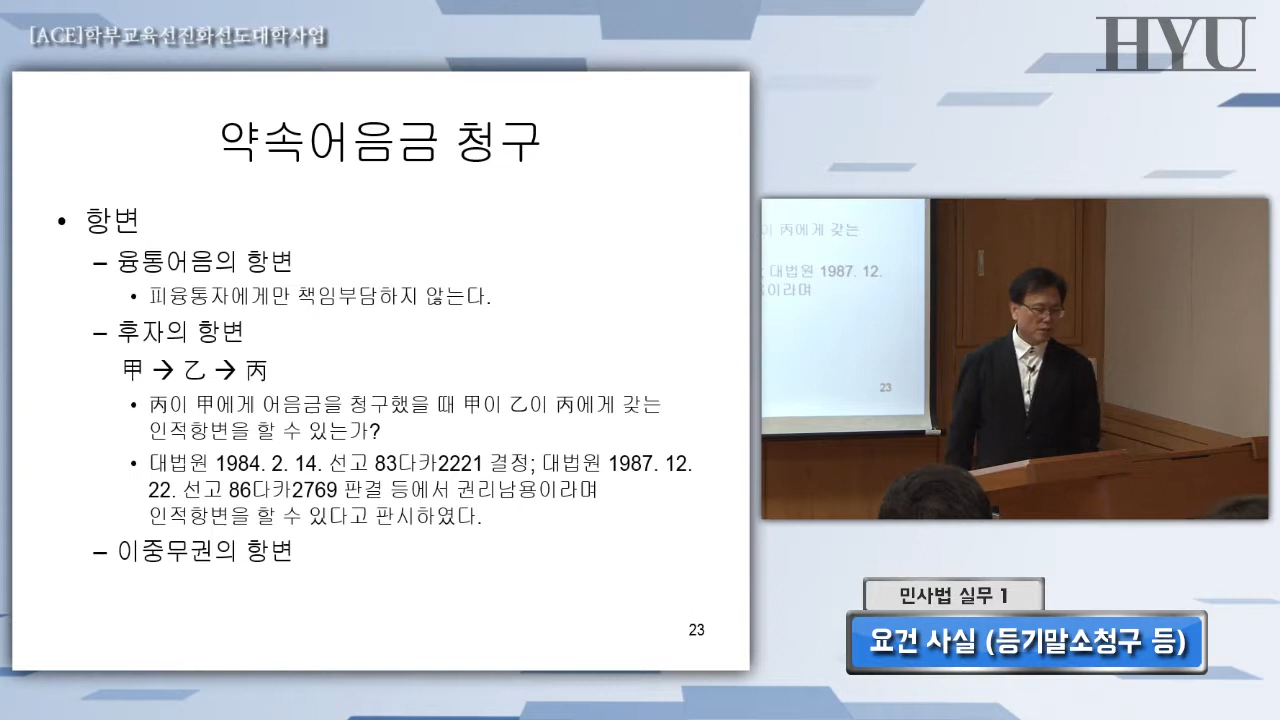 [ACE]학부교육선진화선도대학사업
HYU
약속어음금 청구
• 항변
– 융통어음의 항변
• 피융통자에게만 책임부담하지 않는다.
– 후자의 항변
甲 → 乙 → 丙
• 丙이 甲에게 어음금을 청구했을 때 甲이 乙이 丙에게 갖는
인적항변을 할 수 있는가?
• 대법원 1984. 2. 14. 선고 83다카2221 결정; 대법원 1987. 12.
22. 선고 86다카2769 판결 등에서 권리남용이라며
인적항변을 할 수 있다고 판시하였다.
– 이중무권의 항변
23
이 丙에게 갖는
; 대법원 1987. 12.
용이라며
23
민사법 실무 1
요건 사실 (등기말소청구 등)